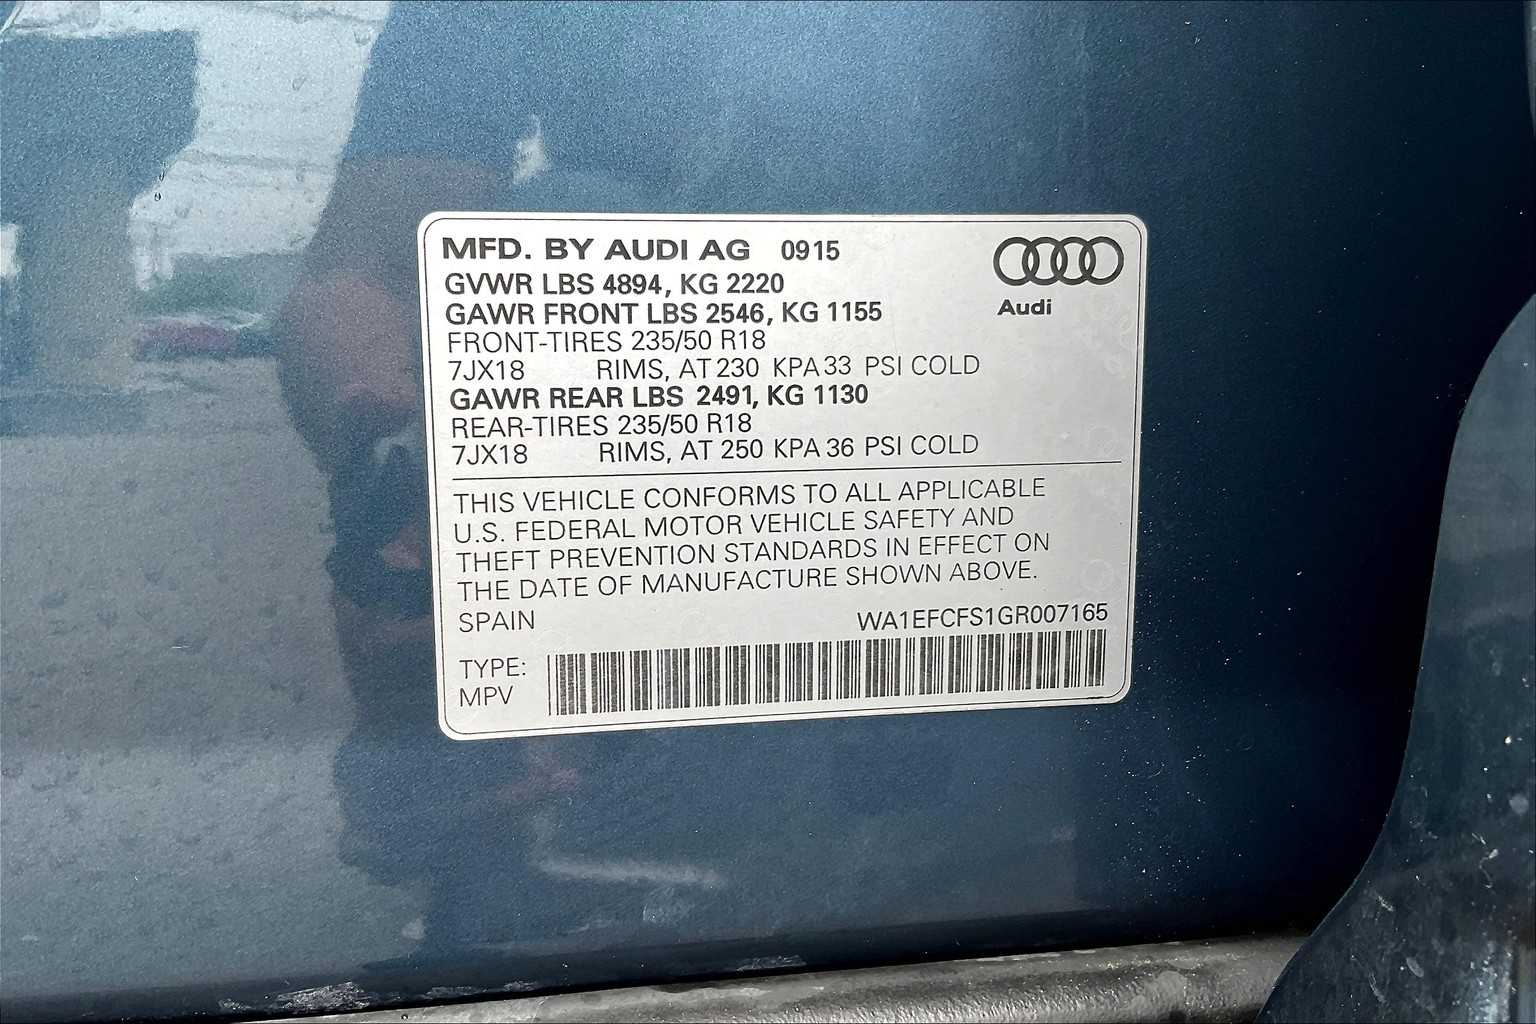 MFD. BY AUDI AG 0915
Audi
GVWR LBS 4894, KG 2220
GAWR FRONT LBS 2546, KG 1155
FRONT-TIRES 235/50 R18
7JX18 RIMS, AT 230 KPA 33 PSI COLD
GAWR REAR LBS 2491, KG 1130
REAR-TIRES 235/50 R18
7JX18 RIMS, AT 250 KPA 36 PSI COLD
THIS VEHICLE CONFORMS TO ALL APPLICABLE
U.S. FEDERAL MOTOR VEHICLE SAFETY AND
THEFT PREVENTION STANDARDS IN EFFECT ON
THE DATE OF MANUFACTURE SHOWN ABOVE.
SPAIN WA1EFCFS1GR007165
TYPE:
MPV